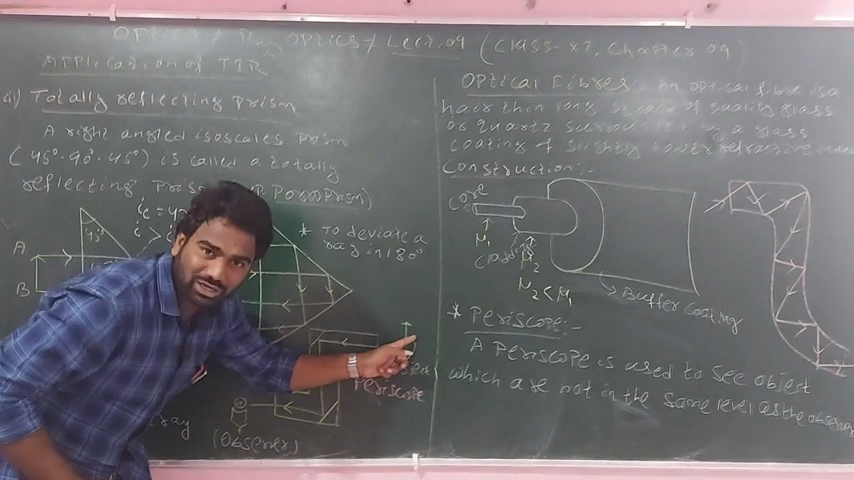 Optics / Ray Optics / Lec:- 09 (Class-XII, Chapter 09)
Application of TIR
Totally reflecting prism
A right angled isosceles prism
(45°-90°-45°) is called a totally
reflecting
Porro Prism)
45°
A
B
* To deviate a
ray in 180°
Periscope
ray
(Observer)
Optical Fibres:- An optical fibre is a
hair thin long of quality glass
or quartz surrounded by a glass
coating of slightly lower refractive index
Construction:-
Core
μ1
μ2
μ2 < μ1
Buffer Coating
* Periscope:-
A Periscope is used to see object
which are not in the same level as the observer